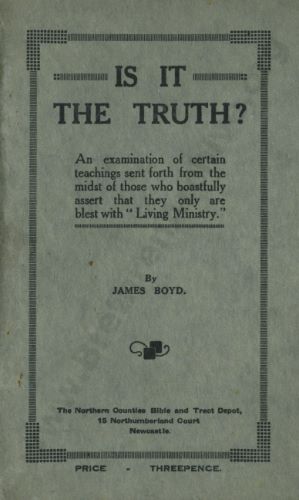 IS IT
THE TRUTH?
An examination of certain
teachings sent forth from the
midst of those who boastfully
assert that they only are
blest with "Living Ministry."
By
JAMES BOYD.
The Northern Counties Bible and Tract Depot,
15 Northumberland Court
Newcastle.
PRICE - THREEPENCE.